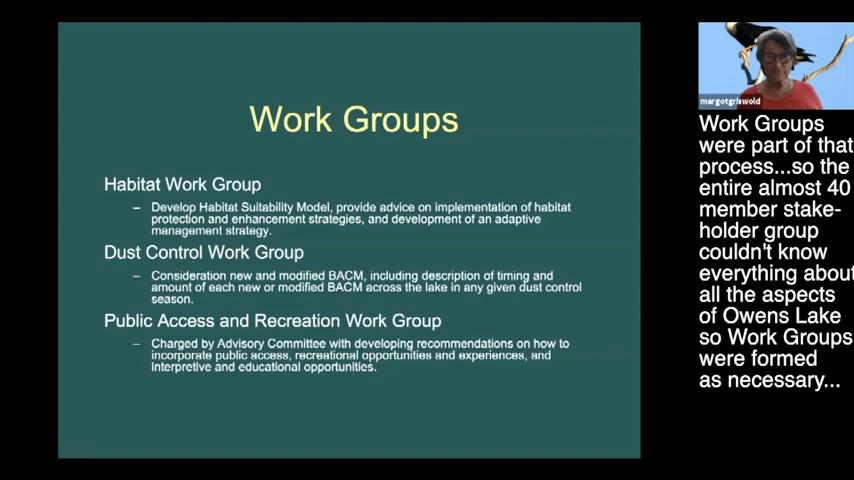 Work Groups
Habitat Work Group
– Develop Habitat Suitability Model, provide advice on implementation of habitat
protection and enhancement strategies, and development of an adaptive
management strategy.
Dust Control Work Group
– Consideration new and modified BACM, including description of timing and
amount of each new or modified BACM across the lake in any given dust control
season.
Public Access and Recreation Work Group
– Charged by Advisory Committee with developing recommendations on how to
incorporate public access, recreational opportunities and experiences, and
interpretive and educational opportunities.
margotgriswold
Work Groups
were part of that
process...so the
entire almost 40
member stake-
holder group
couldn't know
everything about
all the aspects
of Owens Lake
so Work Groups
were formed
as necessary...